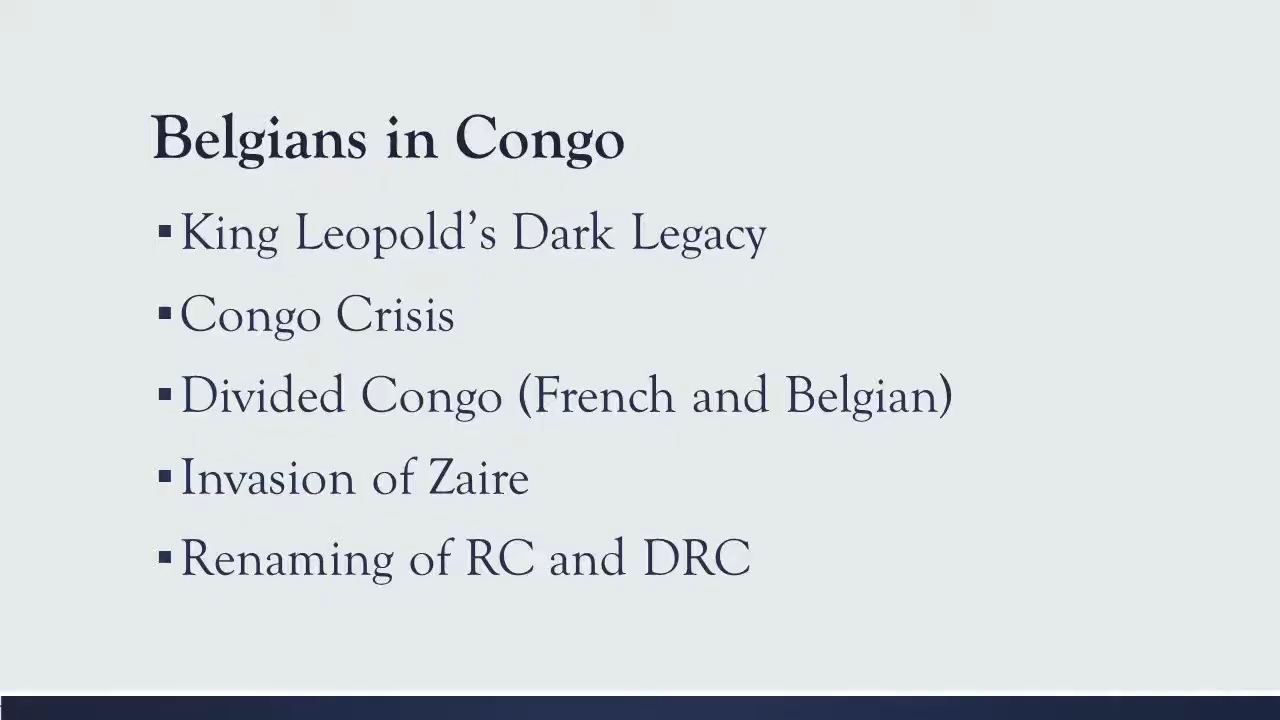 Belgians in Congo
▪King Leopold’s Dark Legacy
▪Congo Crisis
▪Divided Congo (French and Belgian)
▪Invasion of Zaire
▪Renaming of RC and DRC